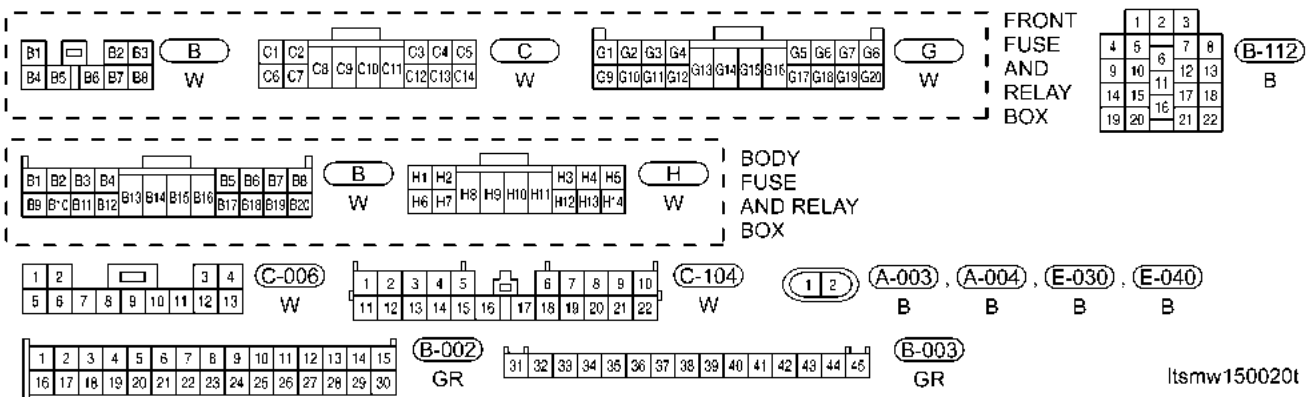 B1 B2 B3 B C1 C2 C3 C4 C5 C G1 G2 G3 G4 G5 G6 G7 G8 G FRONT FUSE AND RELAY BOX
B4 B5 B6 B7 B8 W C6 C7 C8 C9 C10 C11 C12 C13 C14 W G9 G10 G11 G12 G13 G14 G15 G16 G17 G18 G19 G20 W
1 2 3
4 5 6 7 8 B-112
9 10 11 12 13 B
14 15 16 17 18
19 20 21 22
B1 B2 B3 B4 B5 B6 B7 B8 B H1 H2 H3 H4 H5 H BODY FUSE AND RELAY BOX
B9 B10 B11 B12 B13 B14 B15 B16 B17 B18 B19 B20 W H6 H7 H8 H9 H10 H11 H12 H13 H14 W
1 2 3 4 C-006 1 2 3 4 5 6 7 8 9 10 C-104 1 2 A-003 , A-004 , E-030 , E-040
5 6 7 8 9 10 11 12 13 W 11 12 13 14 15 16 17 18 19 20 21 22 W B B B B
1 2 3 4 5 6 7 8 9 10 11 12 13 14 15 B-002 31 32 33 34 35 36 37 38 39 40 41 42 43 44 45 B-003
16 17 18 19 20 21 22 23 24 25 26 27 28 29 30 GR GR ltsmw150020t